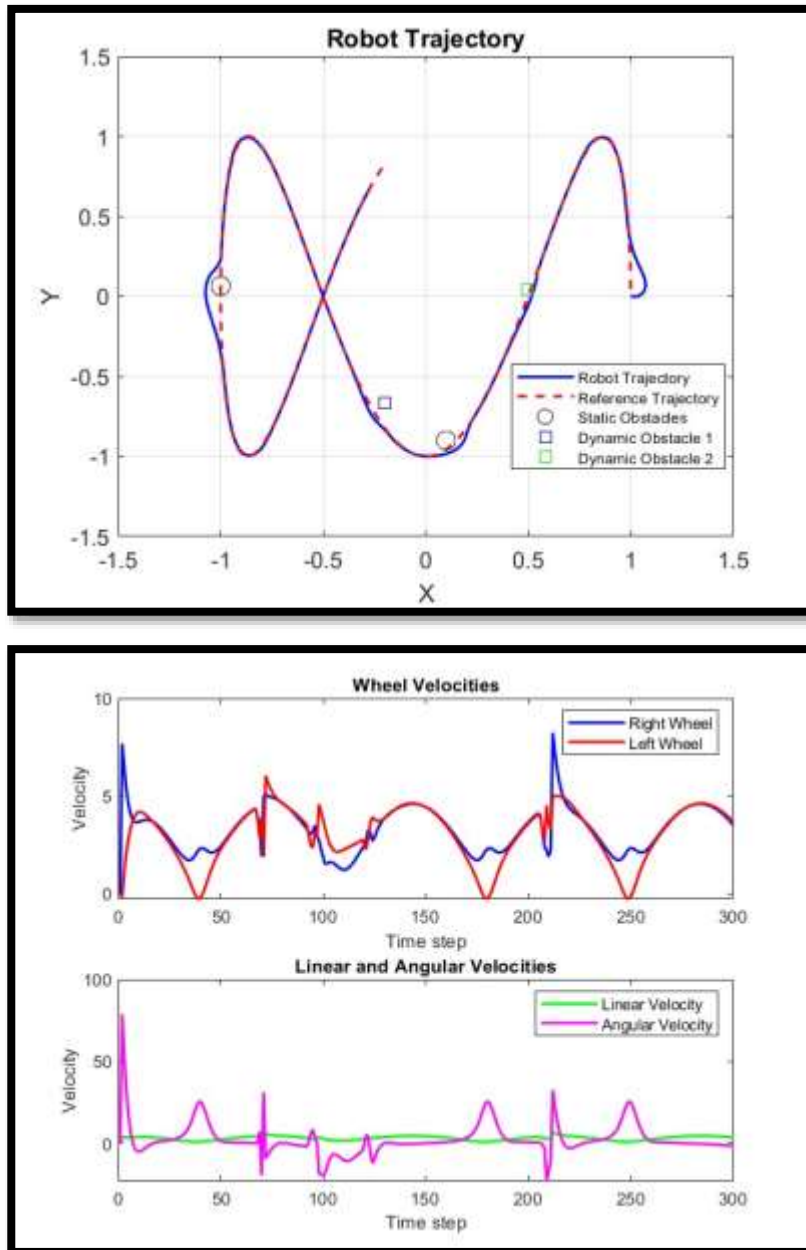 Robot Trajectory
1.5
1
0.5
0
-0.5
-1
-1.5
Y
Robot Trajectory
Reference Trajectory
Static Obstacles
Dynamic Obstacle 1
Dynamic Obstacle 2
-1.5 -1 -0.5 0 0.5 1 1.5
X
Wheel Velocities
10
5
0
Velocity
Right Wheel
Left Wheel
0 50 100 150 200 250 300
Time step
Linear and Angular Velocities
100
50
0
Velocity
Linear Velocity
Angular Velocity
0 50 100 150 200 250 300
Time step